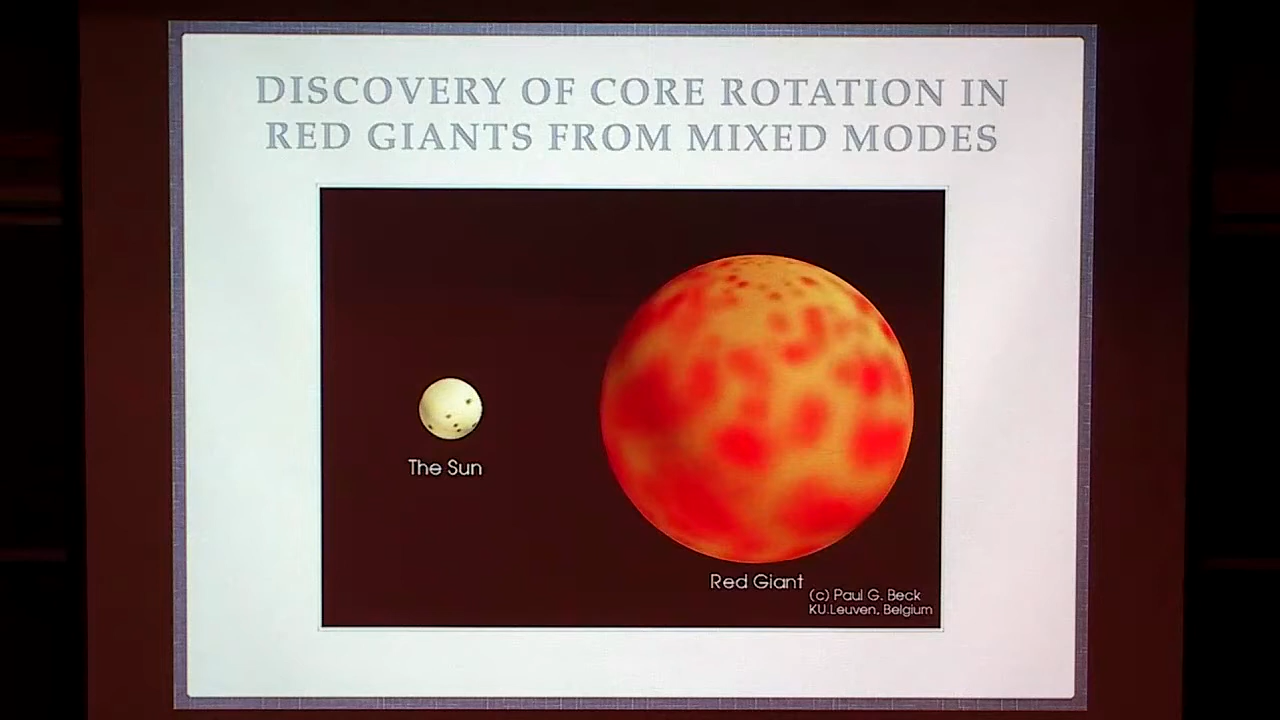 DISCOVERY OF CORE ROTATION IN
RED GIANTS FROM MIXED MODES
The Sun
Red Giant
(c) Paul G. Beck
KU.Leuven, Belgium